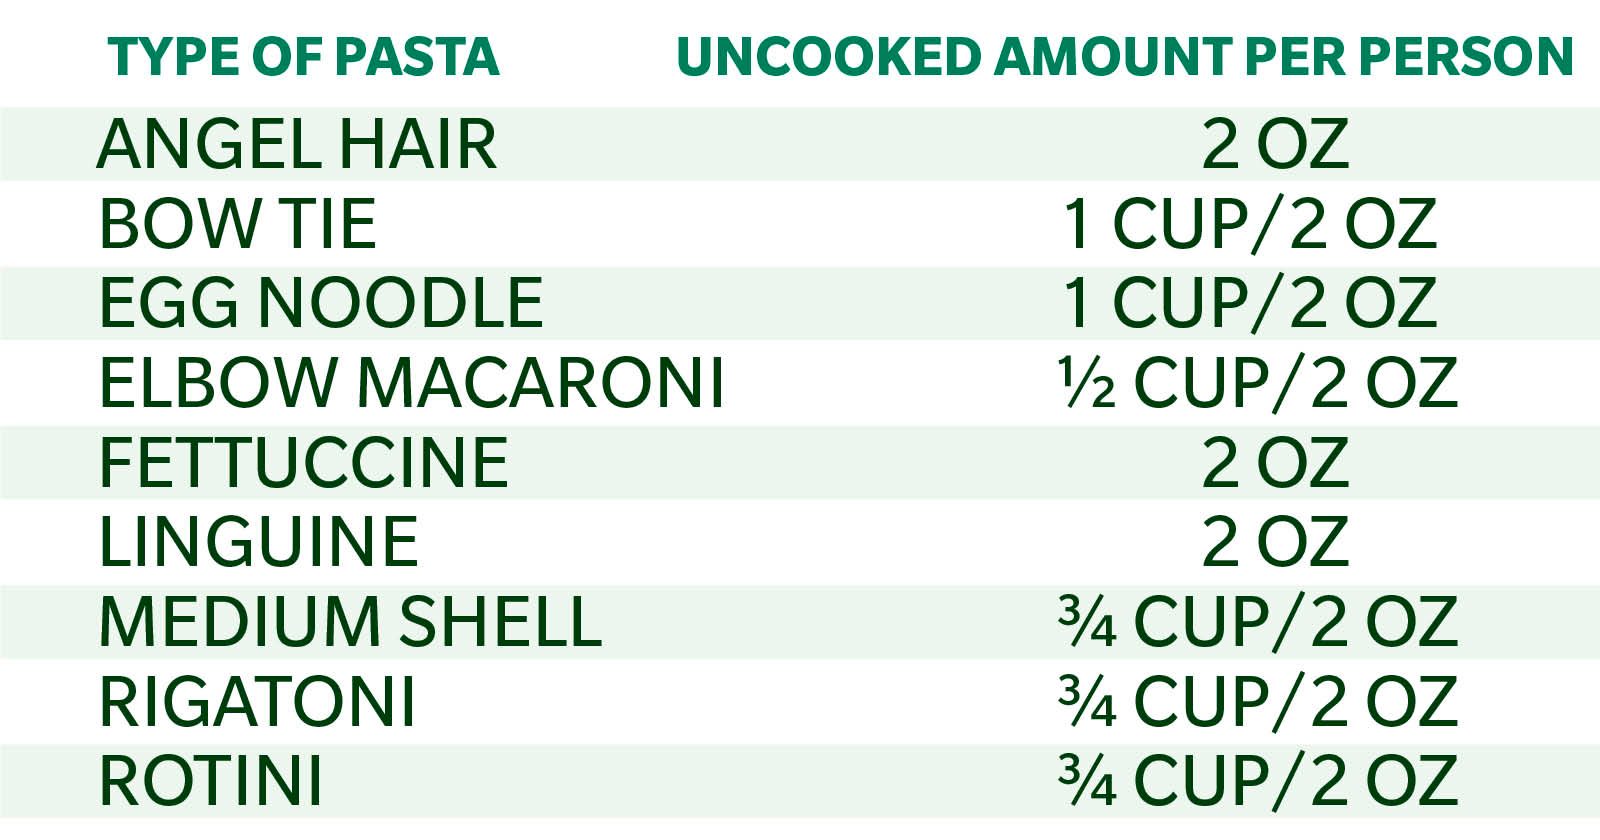 TYPE OF PASTA UNCOOKED AMOUNT PER PERSON
ANGEL HAIR 2 OZ
BOW TIE 1 CUP/2 OZ
EGG NOODLE 1 CUP/2 OZ
ELBOW MACARONI ½ CUP/2 OZ
FETTUCCINE 2 OZ
LINGUINE 2 OZ
MEDIUM SHELL ¾ CUP/2 OZ
RIGATONI ¾ CUP/2 OZ
ROTINI ¾ CUP/2 OZ